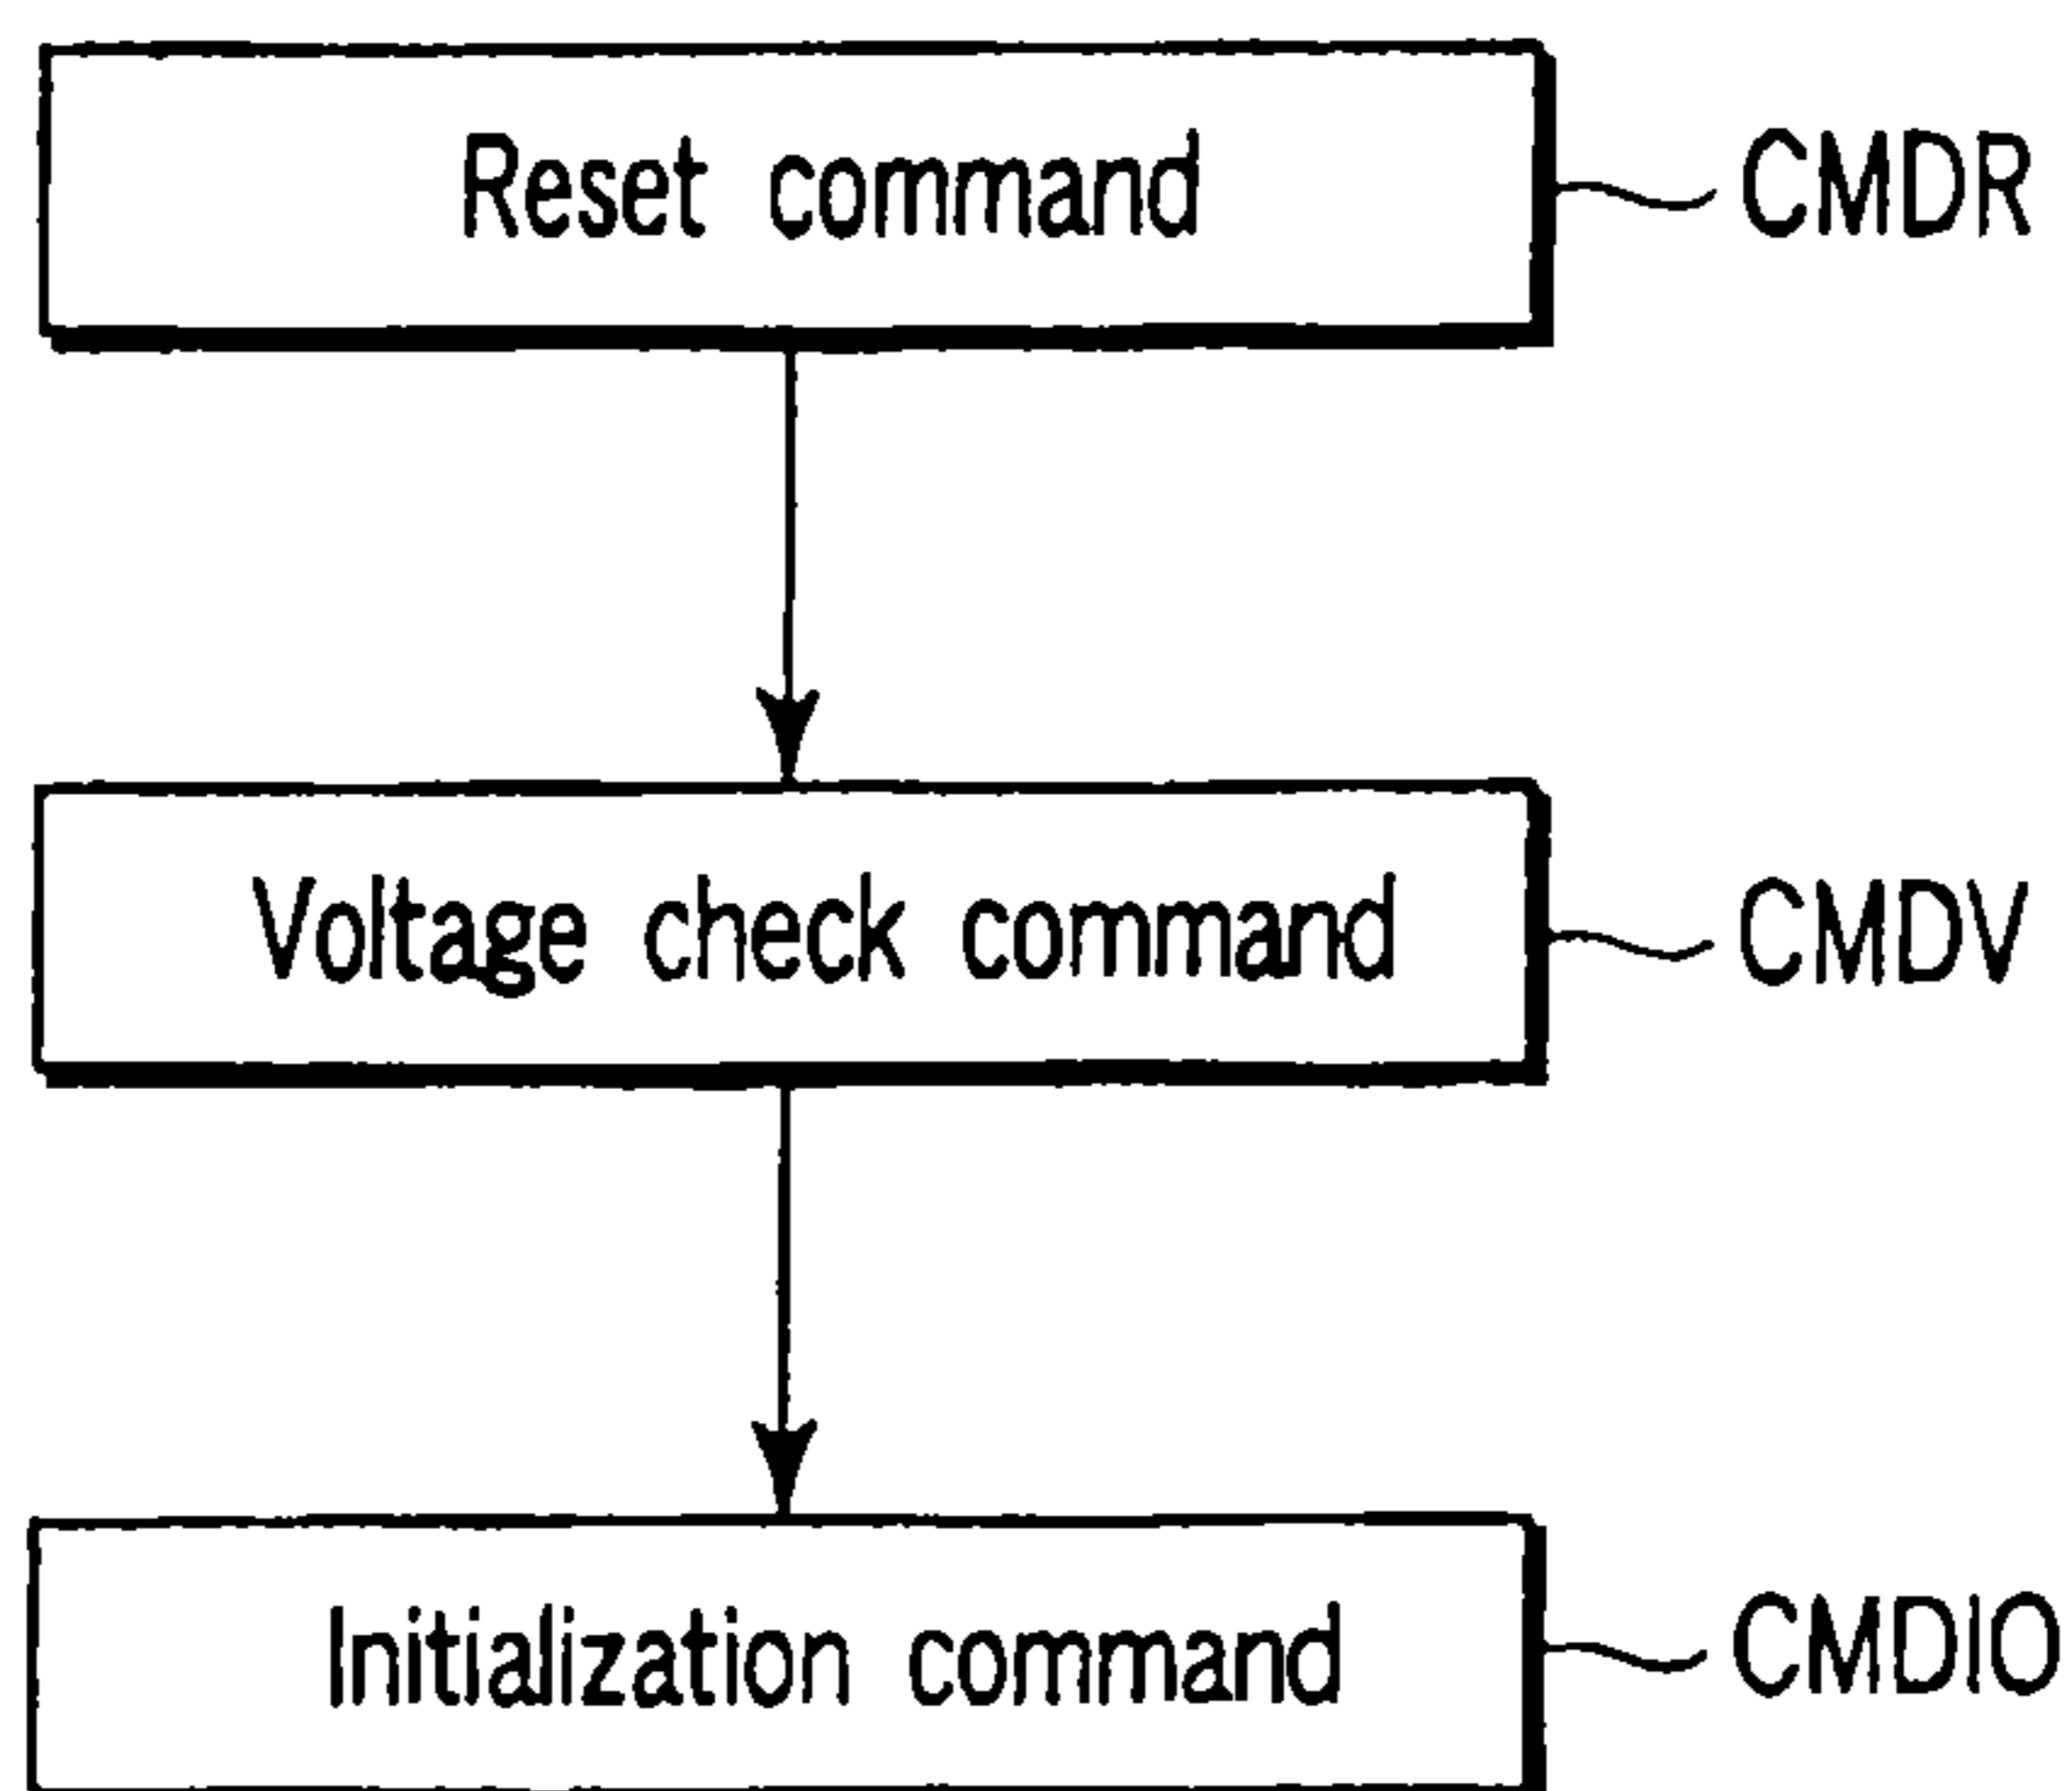 Reset command
CMDR
Voltage check command
CMDV
Initialization command
CMDIO